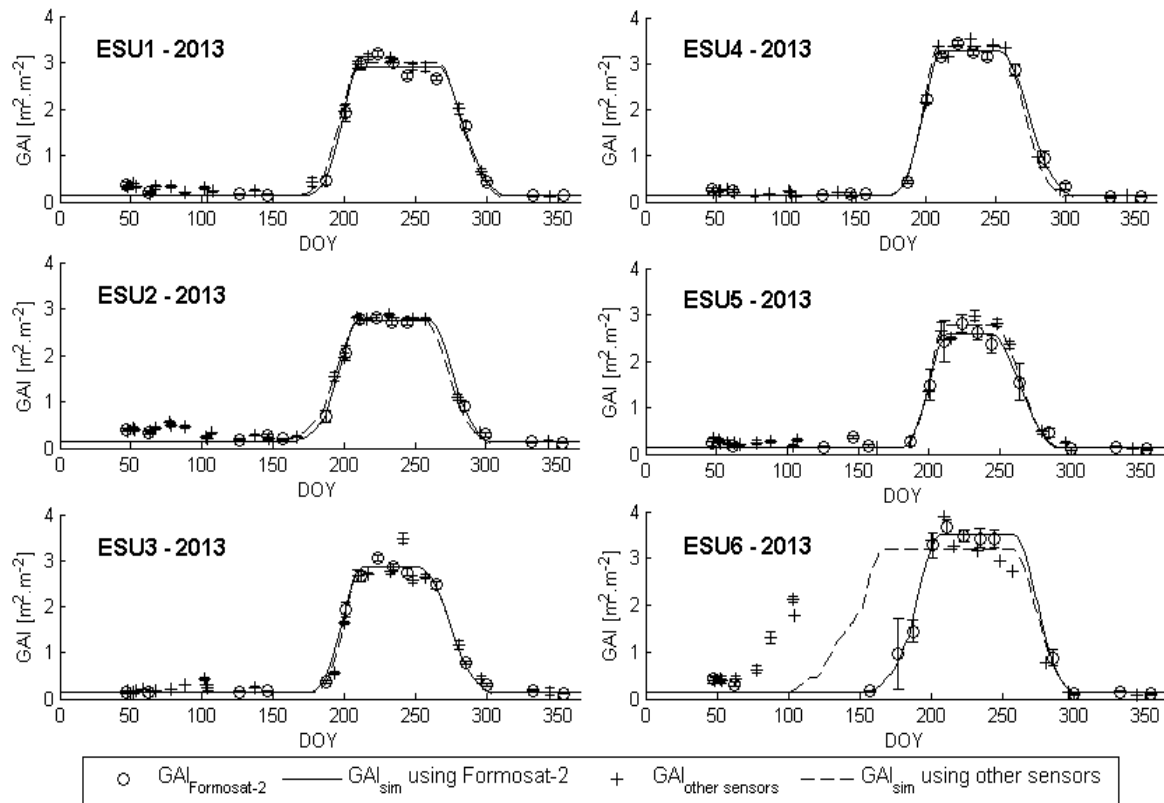 ESU1 - 2013
GAI [m2.m-2]
4
3
2
1
0
0 50 100 150 200 250 300 350
DOY
ESU4 - 2013
GAI [m2.m-2]
4
3
2
1
0
0 50 100 150 200 250 300 350
DOY
ESU2 - 2013
GAI [m2.m-2]
4
3
2
1
0
0 50 100 150 200 250 300 350
DOY
ESU5 - 2013
GAI [m2.m-2]
4
3
2
1
0
0 50 100 150 200 250 300 350
DOY
ESU3 - 2013
GAI [m2.m-2]
4
3
2
1
0
0 50 100 150 200 250 300 350
DOY
ESU6 - 2013
GAI [m2.m-2]
4
3
2
1
0
0 50 100 150 200 250 300 350
DOY
GAIFormosat-2 GAIsim using Formosat-2 GAIother sensors GAIsim using other sensors